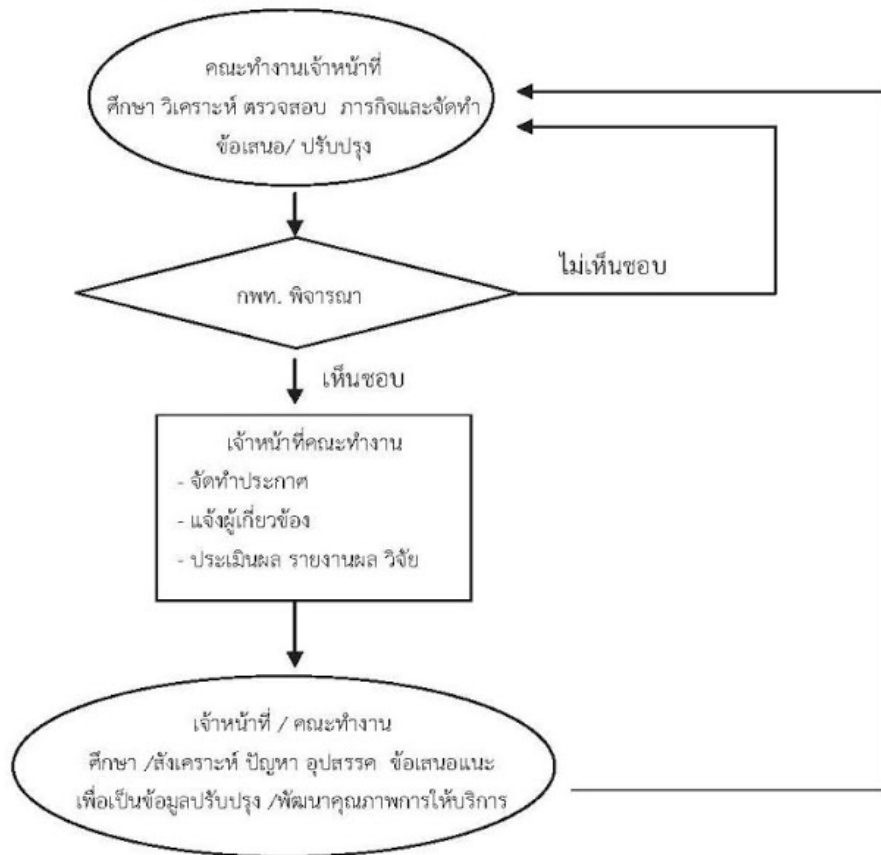 คณะทำงานเจ้าหน้าที่
ศึกษา วิเคราะห์ ตรวจสอบ ภารกิจและจัดทำ
ข้อเสนอ/ ปรับปรุง
กพท. พิจารณา
ไม่เห็นชอบ
เห็นชอบ
เจ้าหน้าที่คณะทำงาน
- จัดทำประกาศ
- แจ้งผู้เกี่ยวข้อง
- ประเมินผล รายงานผล วิจัย
เจ้าหน้าที่ / คณะทำงาน
ศึกษา /สังเคราะห์ ปัญหา อุปสรรค ข้อเสนอแนะ
เพื่อเป็นข้อมูลปรับปรุง /พัฒนาคุณภาพการให้บริการ